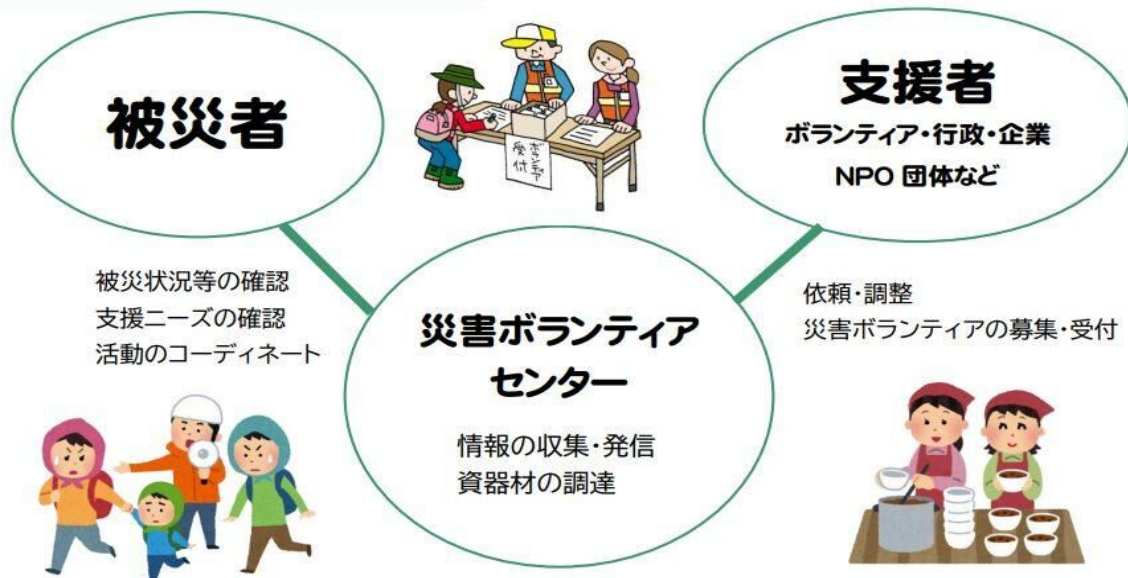 被災者
ボランティア
受付
支援者
ボランティア・行政・企業
NPO 団体など
被災状況等の確認
支援ニーズの確認
活動のコーディネート
災害ボランティア
センター
情報の収集・発信
資器材の調達
依頼・調整
災害ボランティアの募集・受付